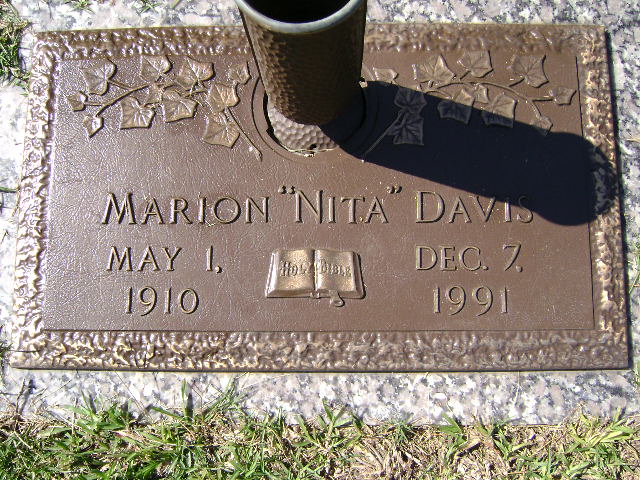 MARION "NITA" DAVIS
MAY 1, DEC. 7,
HOLY BIBLE
1910 1991